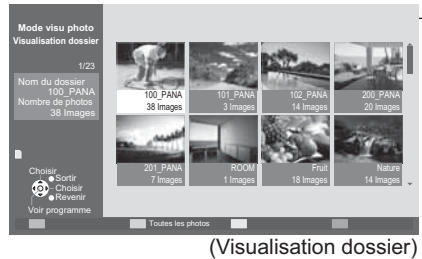 Mode visu photo
Visualisation dossier
1/23
Nom du dossier
100_PANA
Nombre de photos
38 Images
Choisir
Sortir
Choisir
Revenir
Voir programme
100_PANA
38 Images
101_PANA
3 Images
102_PANA
14 Images
200_PANA
20 Images
201_PANA
7 Images
ROOM
1 Images
Fruit
18 Images
Nature
14 Images
Toutes les photos
(Visualisation dossier)